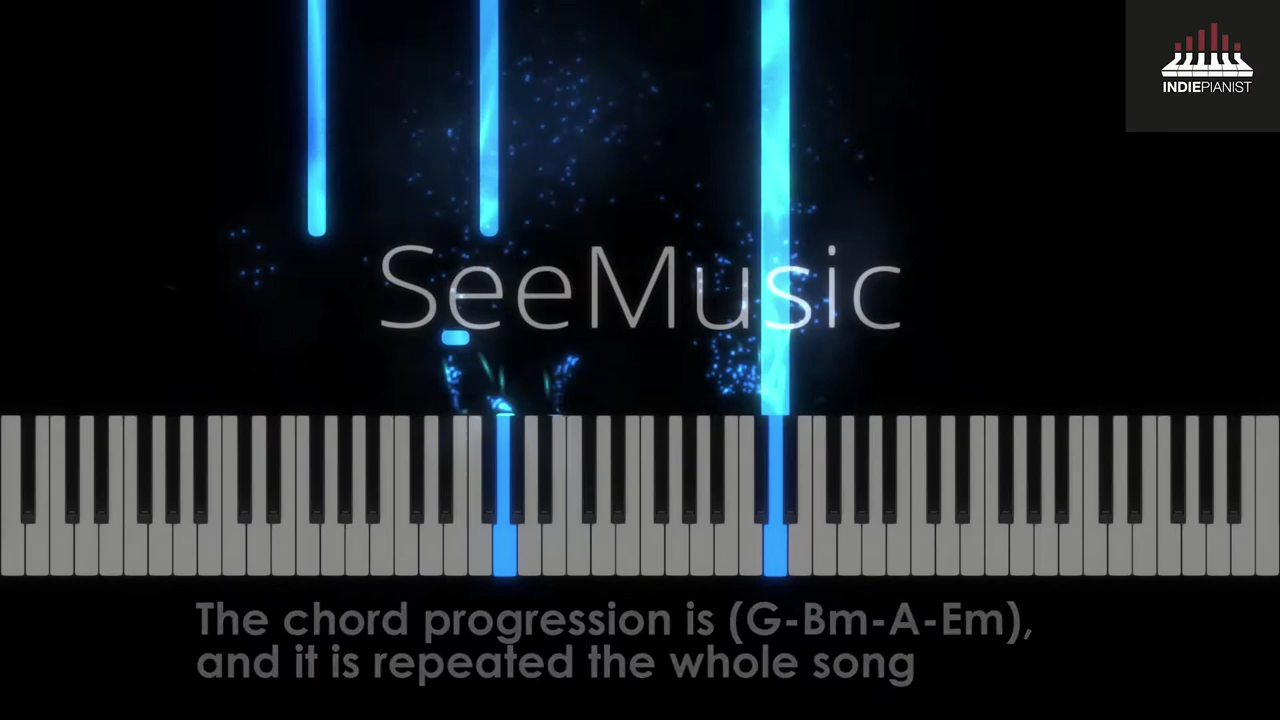 INDIEPIANIST
SeeMusic
The chord progression is (G-Bm-A-Em),
and it is repeated the whole song